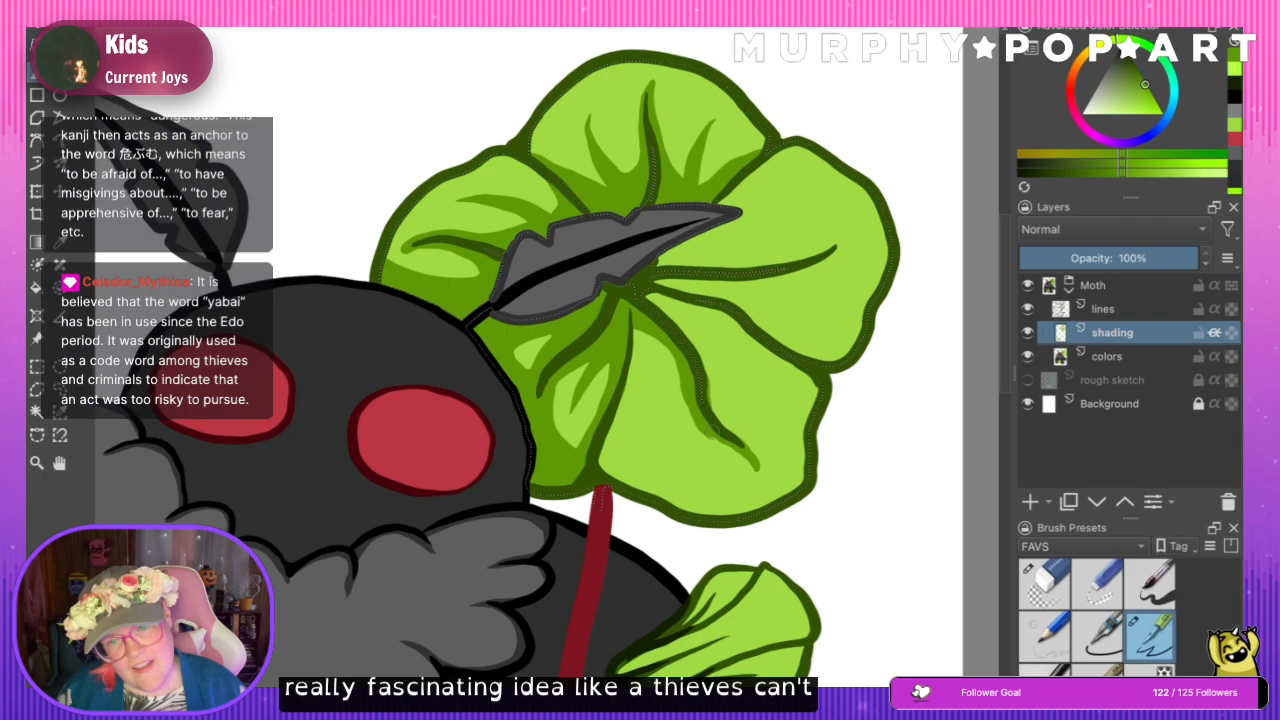 Kids
Current Joys
MURPHY★POP★ART
which means "dangerous." This
kanji then acts as an anchor to
the word 危ぶむ, which means
"to be afraid of...," "to have
misgivings about....," "to be
apprehensive of...," "to fear,"
etc.
It is
believed that the word "yabai"
has been in use since the Edo
period. It was originally used
as a code word among thieves
and criminals to indicate that
an act was too risky to pursue.
Advanced Color Selector
Layers
Normal
Opacity: 100%
Moth
lines
shading
colors
rough sketch
Background
Brush Presets
FAVS
Tag
really fascinating idea like a thieves can't
Follower Goal
122 / 125 Followers